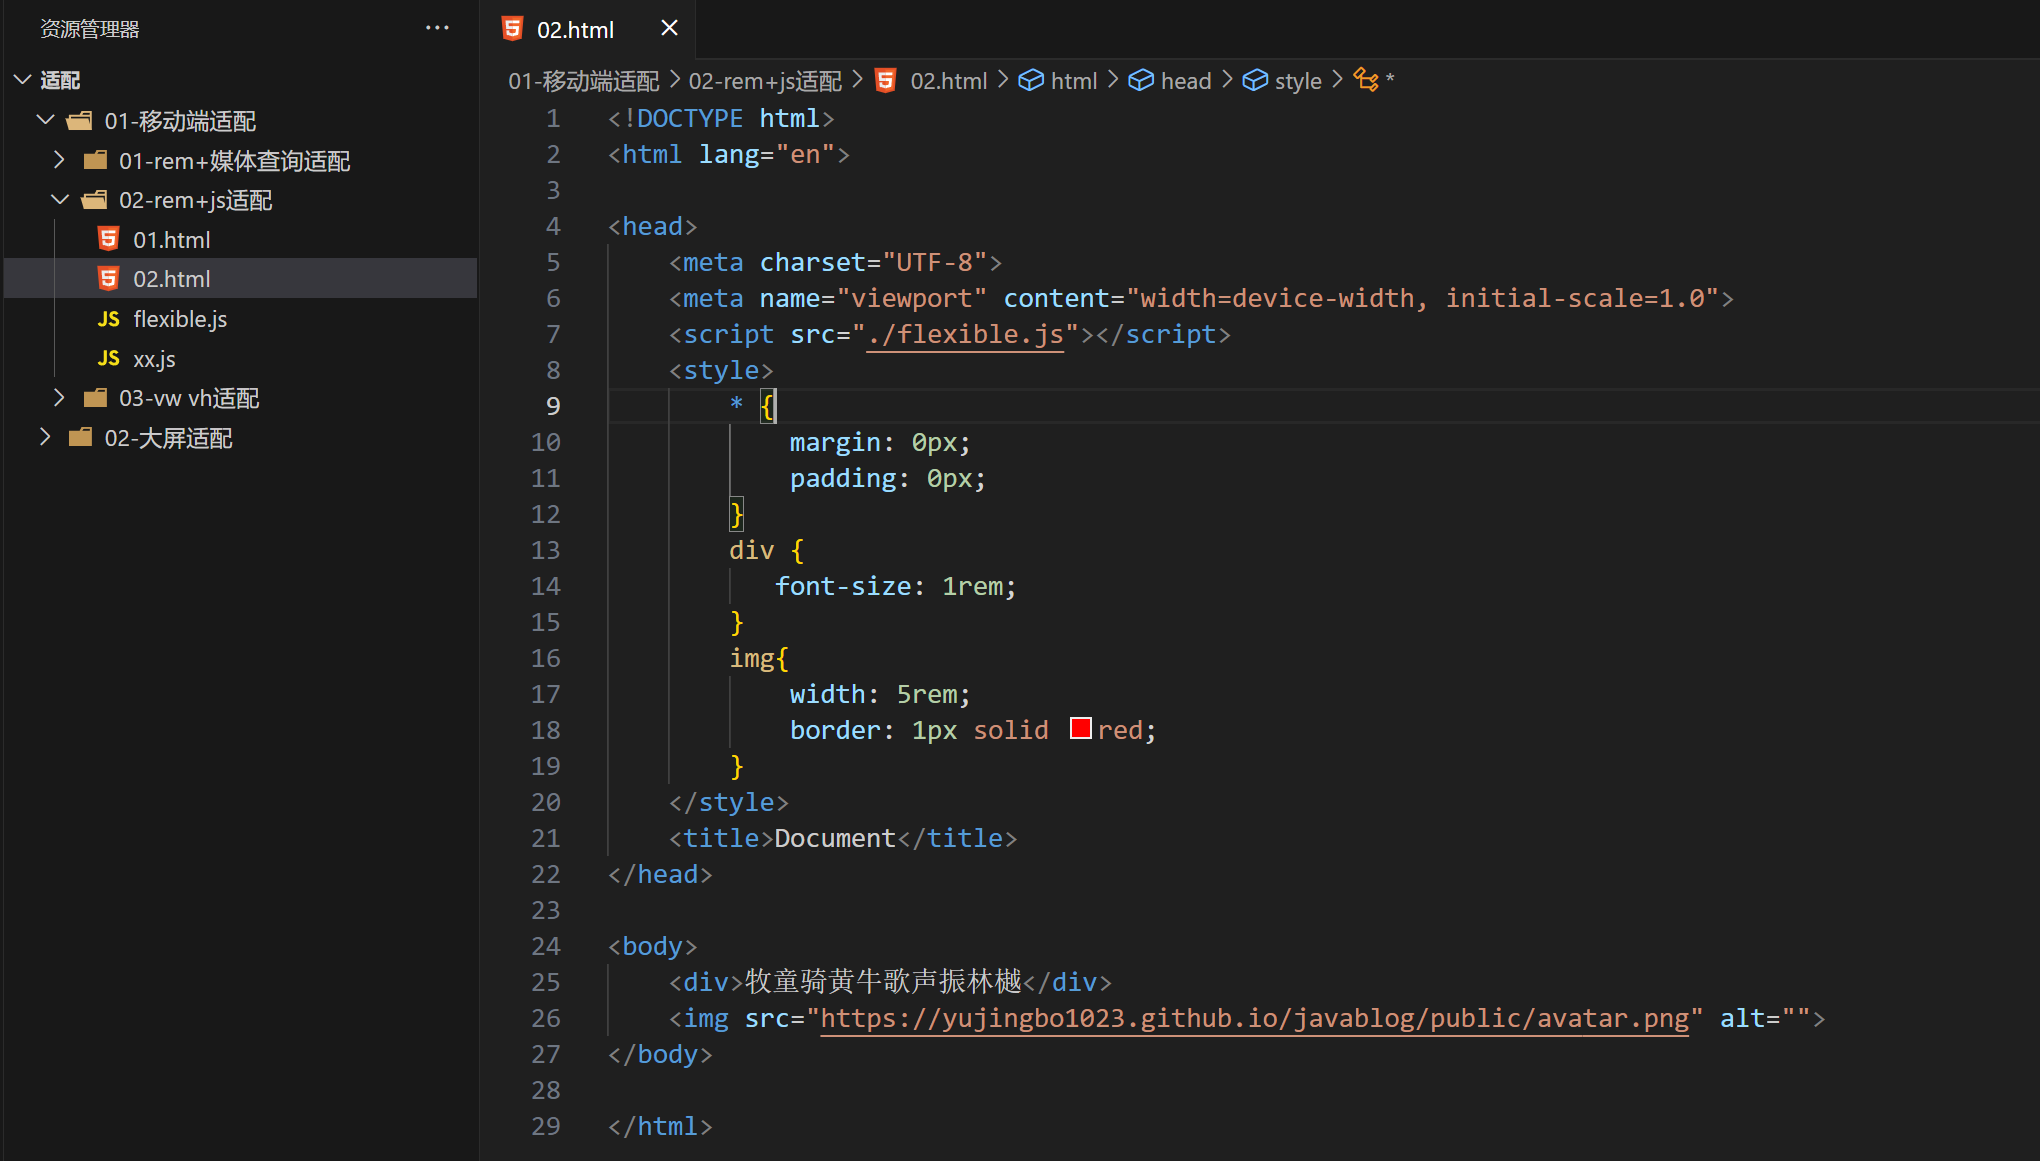 资源管理器 ···
适配
01-移动端适配
01-rem+媒体查询适配
02-rem+js适配
01.html
02.html
JS flexible.js
JS xx.js
03-vw vh适配
02-大屏适配
02.html
01-移动端适配 > 02-rem+js适配 > 02.html > html > head > style > *
1 <!DOCTYPE html>
2 <html lang="en">
3
4 <head>
5     <meta charset="UTF-8">
6     <meta name="viewport" content="width=device-width, initial-scale=1.0">
7     <script src="./flexible.js"></script>
8     <style>
9         * {
10             margin: 0px;
11             padding: 0px;
12         }
13         div {
14            font-size: 1rem;
15         }
16         img{
17             width: 5rem;
18             border: 1px solid red;
19         }
20     </style>
21     <title>Document</title>
22 </head>
23
24 <body>
25     <div>牧童骑黄牛歌声振林樾</div>
26     <img src="https://yujingbo1023.github.io/javablog/public/avatar.png" alt="">
27 </body>
28
29 </html>